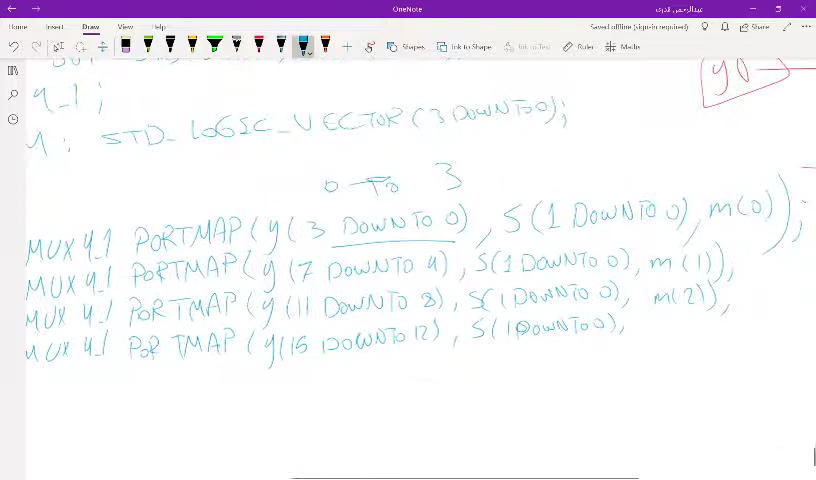 OneNote
عبدالرحمن قدري
Home Insert Draw View Help
Saved offline (sign-in required) Share
Shapes Ink to Shape Ink to Text Ruler Maths
4_1 ;
: STD_LOGIC_VECTOR (3 DOWNTO 0);
y0
0 To 3
MUX 4_1 PORTMAP (y(3 DOWNTO 0), S(1 DOWNTO 0), m(0));
MUX 4_1 PORTMAP (y(7 DOWNTO 4), S(1 DOWNTO 0), m(1));
MUX 4_1 PORTMAP (y(11 DOWNTO 8), S(1 DOWNTO 0), m(2));
MUX 4_1 PORTMAP (y(15 DOWNTO 12), S(1 DOWNTO 0),